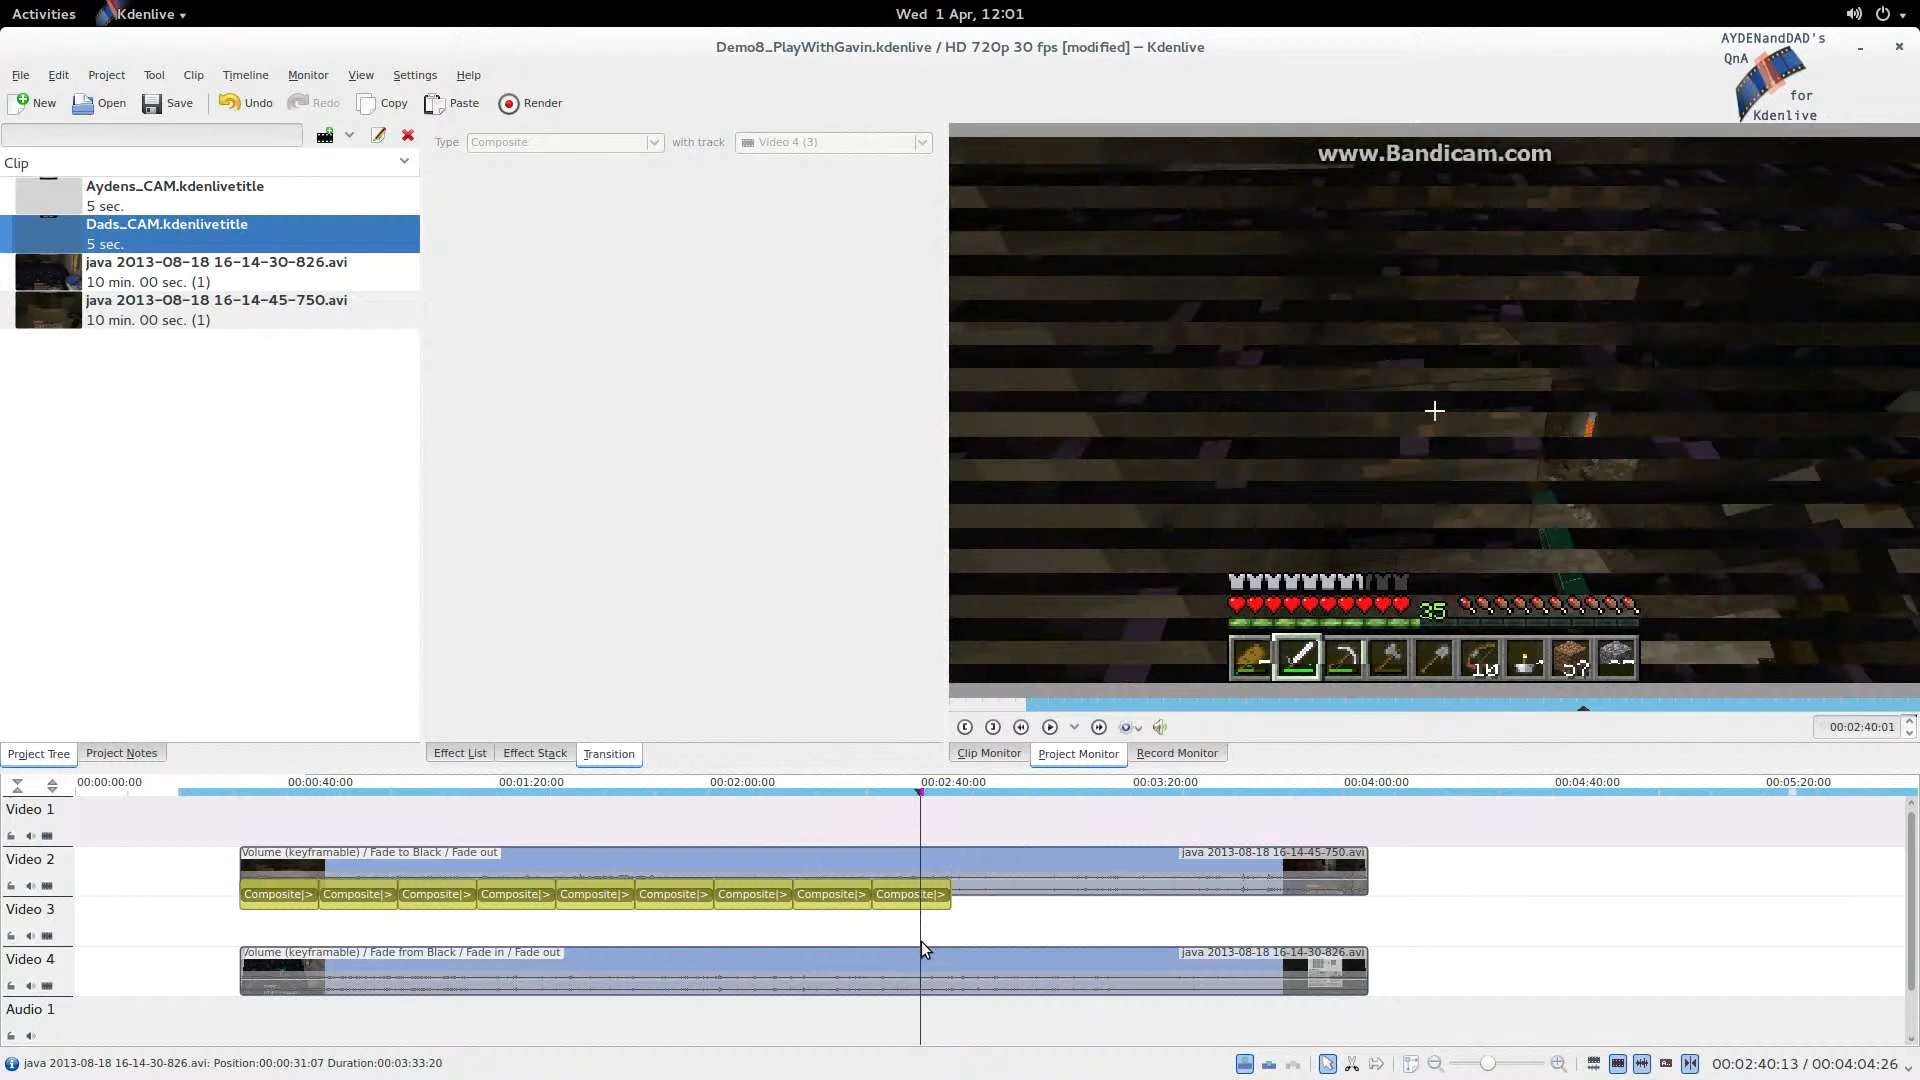 Activities
Kdenlive
Wed 1 Apr, 12:01
Demo8_PlayWithGavin.kdenlive / HD 720p 30 fps [modified] – Kdenlive
AYDENandDAD's
QnA
for
Kdenlive
File Edit Project Tool Clip Timeline Monitor View Settings Help
New Open Save Undo Redo Copy Paste Render
Type Composite with track Video 4 (3)
Clip
Aydens_CAM.kdenlivetitle
5 sec.
Dads_CAM.kdenlivetitle
5 sec.
java 2013-08-18 16-14-30-826.avi
10 min. 00 sec. (1)
java 2013-08-18 16-14-45-750.avi
10 min. 00 sec. (1)
www.Bandicam.com
35
10 57
00:02:40:01
Project Tree Project Notes
Effect List Effect Stack Transition
Clip Monitor Project Monitor Record Monitor
00:00:00:00 00:00:40:00 00:01:20:00 00:02:00:00 00:02:40:00 00:03:20:00 00:04:00:00 00:04:40:00 00:05:20:00
Video 1
Video 2
Volume (keyframable) / Fade to Black / Fade out
java 2013-08-18 16-14-45-750.avi
Composite|> Composite|> Composite|> Composite|> Composite|> Composite|> Composite|> Composite|> Composite|>
Video 3
Video 4
Volume (keyframable) / Fade from Black / Fade in / Fade out
java 2013-08-18 16-14-30-826.avi
Audio 1
java 2013-08-18 16-14-30-826.avi: Position:00:00:31:07 Duration:00:03:33:20
00:02:40:13 / 00:04:04:26